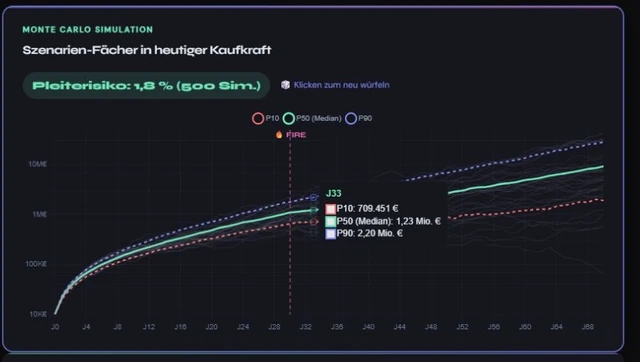 MONTE CARLO SIMULATION
Szenarien-Fächer in heutiger Kaufkraft
Pleiterisiko: 1,8 % (500 Sim.)
🎲 Klicken zum neu würfeln
P10 P50 (Median) P90
🔥 FIRE
10M€
1M€
100K€
10K€
J33
P10: 709.451 €
P50 (Median): 1,23 Mio. €
P90: 2,20 Mio. €
J0 J4 J8 J12 J16 J20 J24 J28 J32 J36 J40 J44 J48 J52 J56 J60 J64 J68